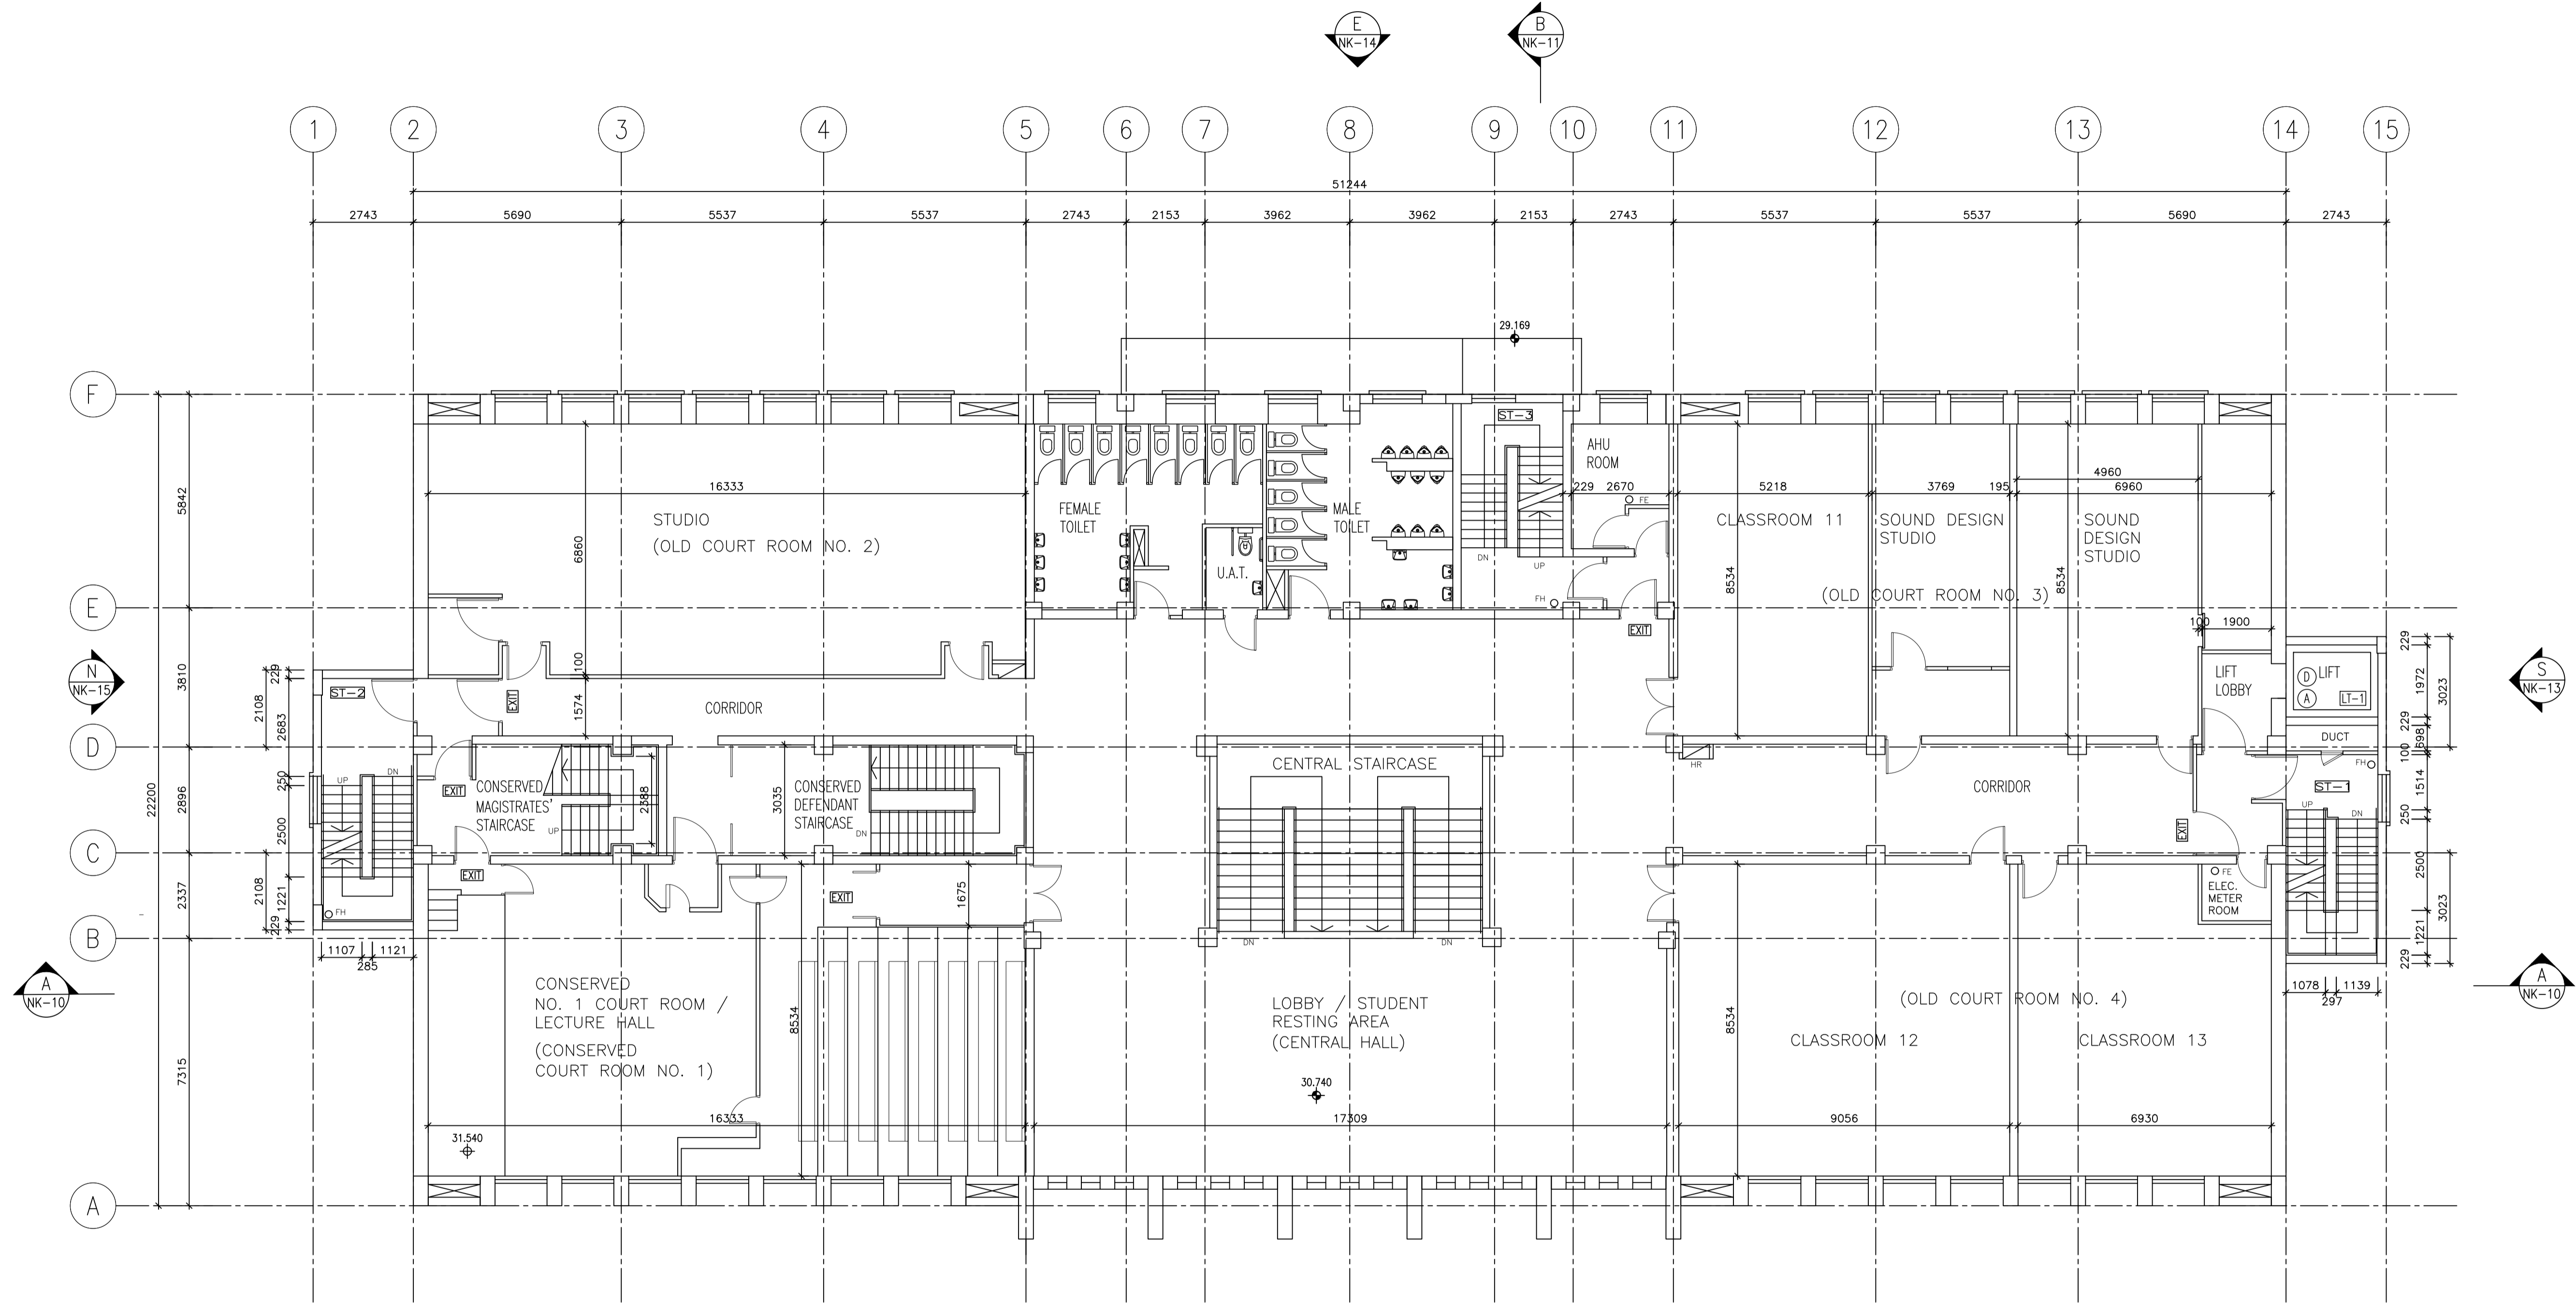 E
NK-14
B
NK-11
1 2 3 4 5 6 7 8 9 10 11 12 13 14 15
51244
2743 5690 5537 5537 2743 2153 3962 3962 2153 2743 5537 5537 5690 2743
29.169
F
ST-3
AHU
ROOM
229 2670
FE
16333
5218
3769 195
4960
6960
STUDIO
(OLD COURT ROOM NO. 2)
6860
5842
FEMALE
TOILET
MALE
TOILET
U.A.T.
DN
UP
FH
CLASSROOM 11
SOUND DESIGN
STUDIO
SOUND
DESIGN
STUDIO
8534
8534
(OLD COURT ROOM NO. 3)
E
EXIT
100 1900
N
NK-15
3810
2108
229
2683
ST-2
EXIT
100
1574
CORRIDOR
LIFT
LOBBY
D LIFT
A LT-1
229
1972
229
3023
S
NK-13
D
DUCT
698
100
HR
FH
22200
2896
250
2500
UP
DN
EXIT
CONSERVED
MAGISTRATES'
STAIRCASE
UP
2388
3035
CONSERVED
DEFENDANT
STAIRCASE
DN
CENTRAL STAIRCASE
CORRIDOR
EXIT
ST-1
UP
DN
1514
250
C
2337
2108
1221
229
FH
EXIT
EXIT
1675
FE
ELEC.
METER
ROOM
2500
3023
1221
229
B
DN
DN
1107
285
1121
1078
297
1139
A
NK-10
A
NK-10
CONSERVED
NO. 1 COURT ROOM /
LECTURE HALL
(CONSERVED
COURT ROOM NO. 1)
8534
LOBBY / STUDENT
RESTING AREA
(CENTRAL HALL)
8534
(OLD COURT ROOM NO. 4)
CLASSROOM 12
CLASSROOM 13
7315
30.740
16333
17309
9056
6930
31.540
A